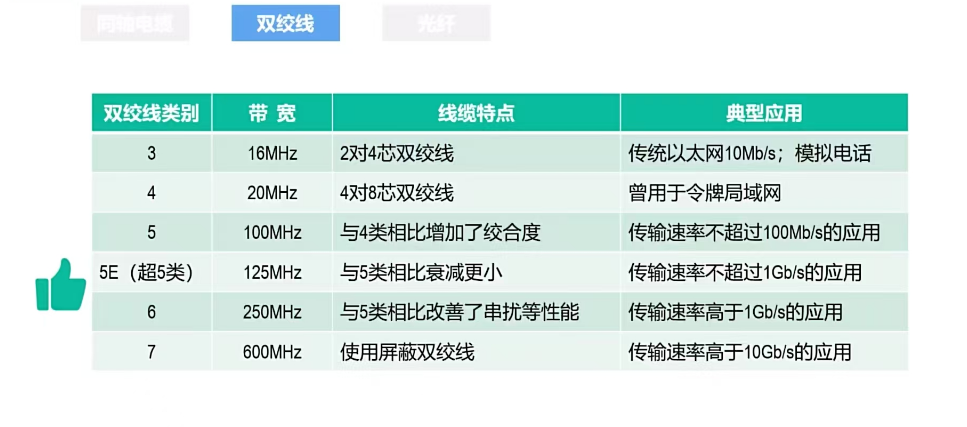 同轴电缆 双绞线 光纤
双绞线类别 带 宽 线缆特点 典型应用
3 16MHz 2对4芯双绞线 传统以太网10Mb/s；模拟电话
4 20MHz 4对8芯双绞线 曾用于令牌局域网
5 100MHz 与4类相比增加了绞合度 传输速率不超过100Mb/s的应用
5E（超5类） 125MHz 与5类相比衰减更小 传输速率不超过1Gb/s的应用
6 250MHz 与5类相比改善了串扰等性能 传输速率高于1Gb/s的应用
7 600MHz 使用屏蔽双绞线 传输速率高于10Gb/s的应用